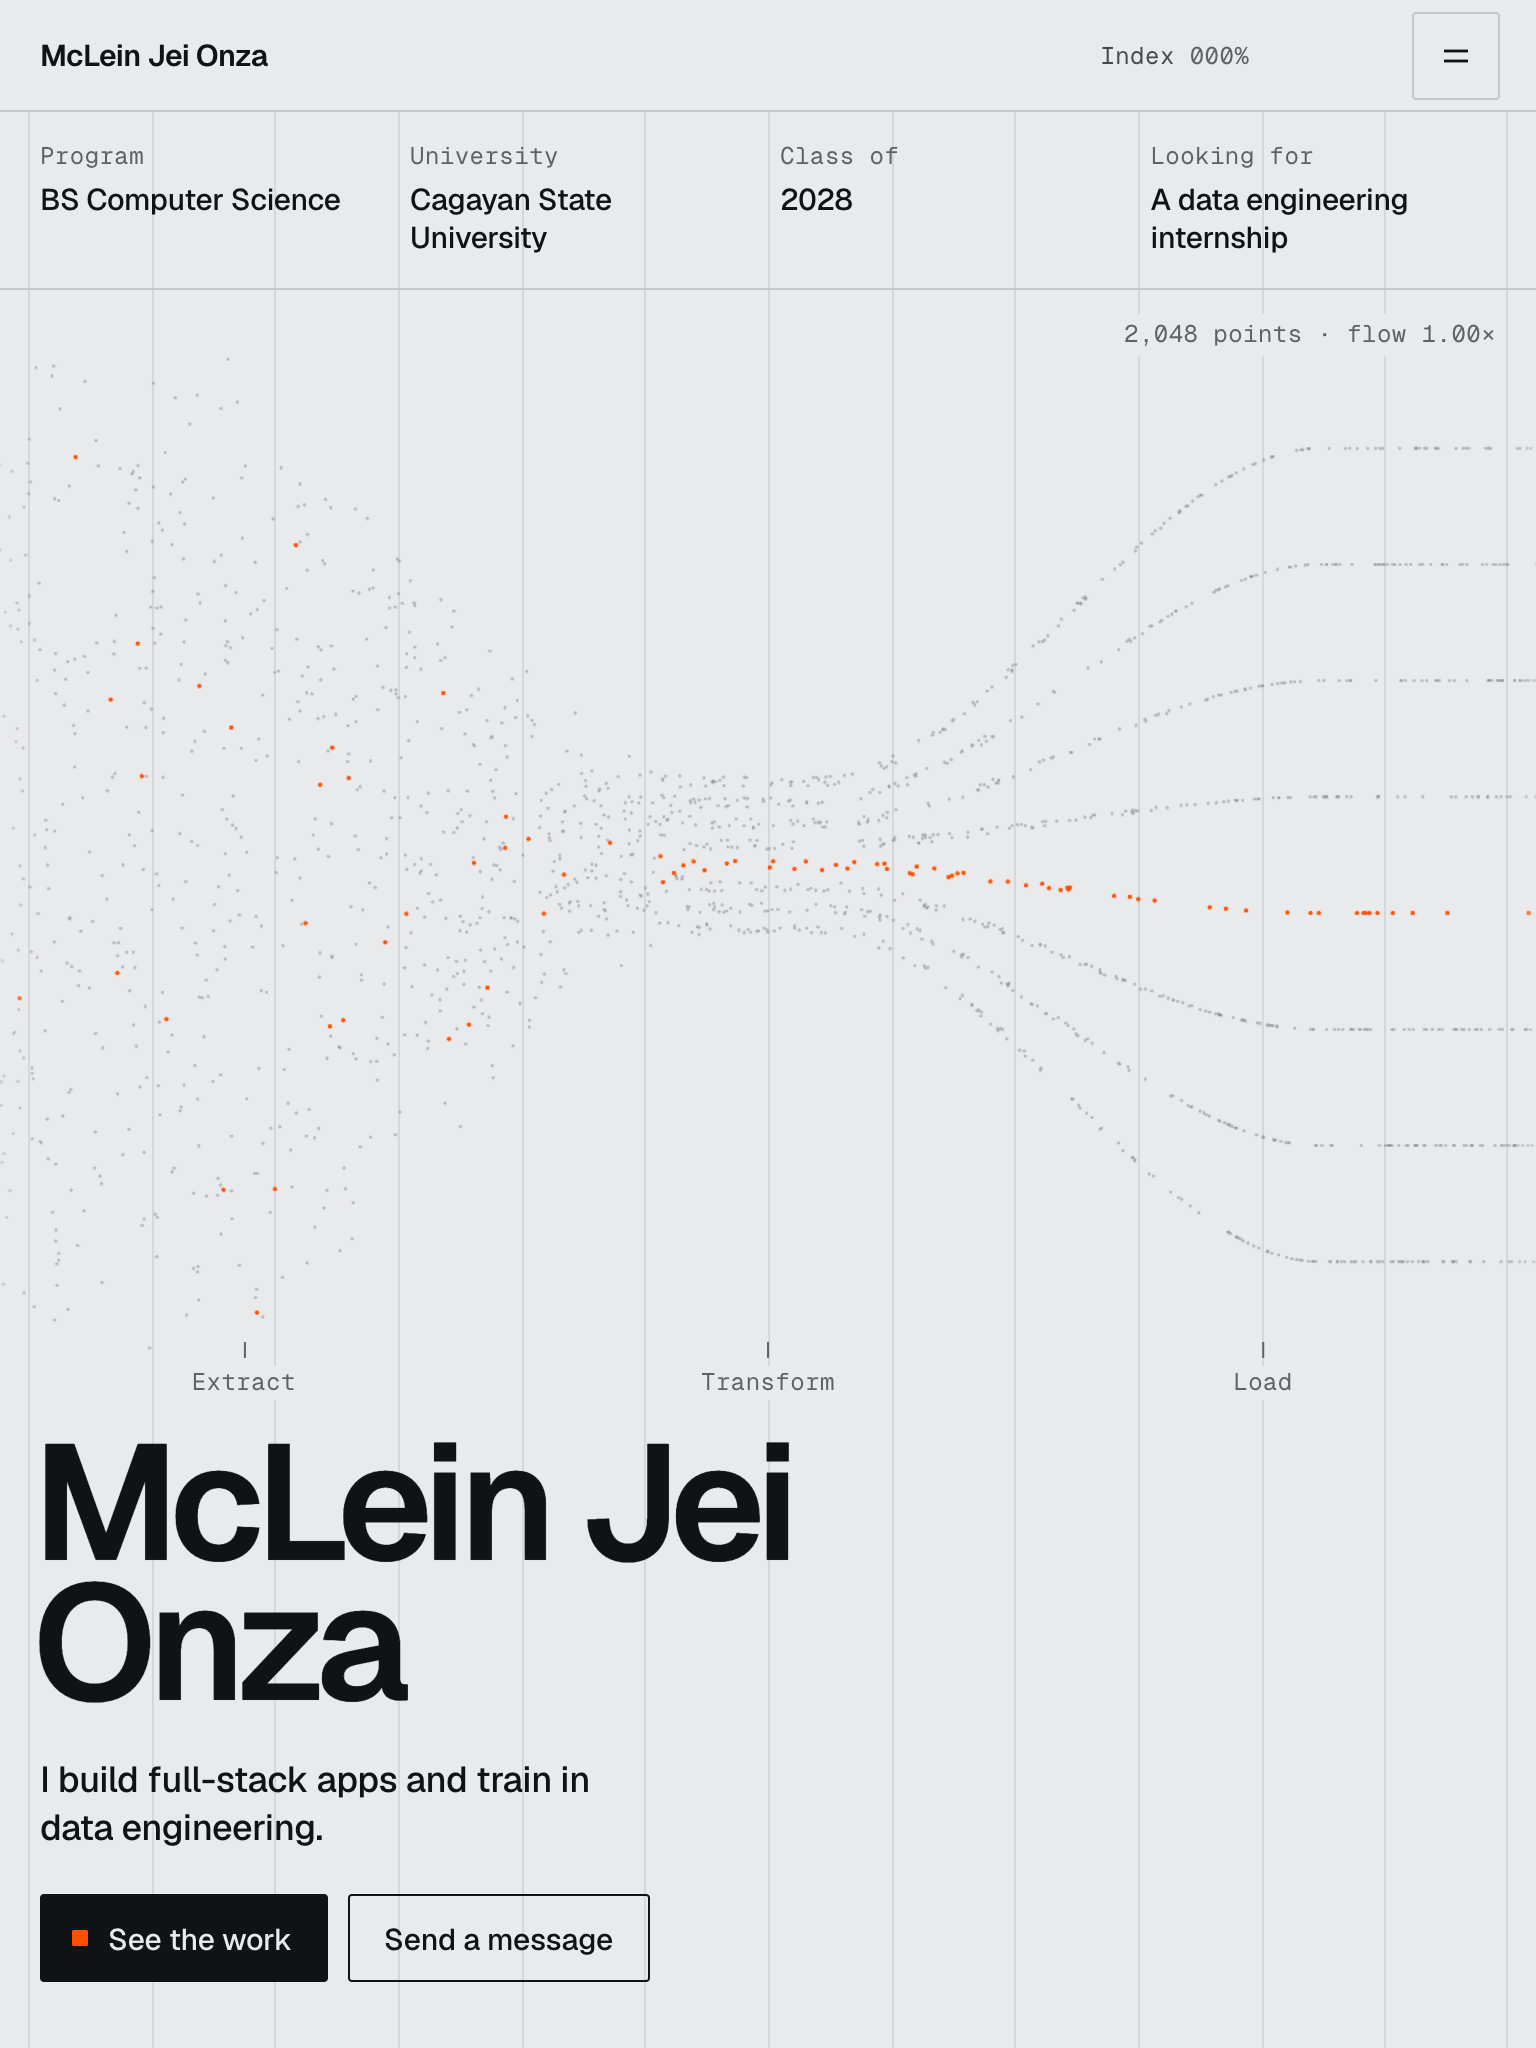 McLein Jei Onza
Index 000%
Program
BS Computer Science
University
Cagayan State
University
Class of
2028
Looking for
A data engineering
internship
2,048 points · flow 1.00×
Extract
Transform
Load
McLein Jei
Onza
I build full-stack apps and train in
data engineering.
See the work
Send a message